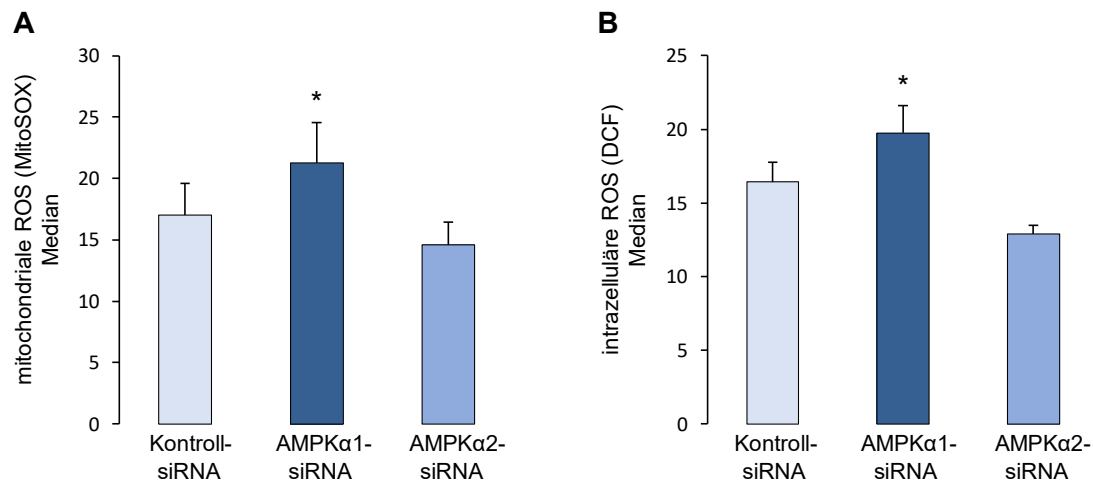 A
mitochondriale ROS (MitoSOX)
Median
30
25
20
15
10
5
0
*
Kontroll-
siRNA
AMPKα1-
siRNA
AMPKα2-
siRNA
B
intrazelluläre ROS (DCF)
Median
25
20
15
10
5
0
*
Kontroll-
siRNA
AMPKα1-
siRNA
AMPKα2-
siRNA